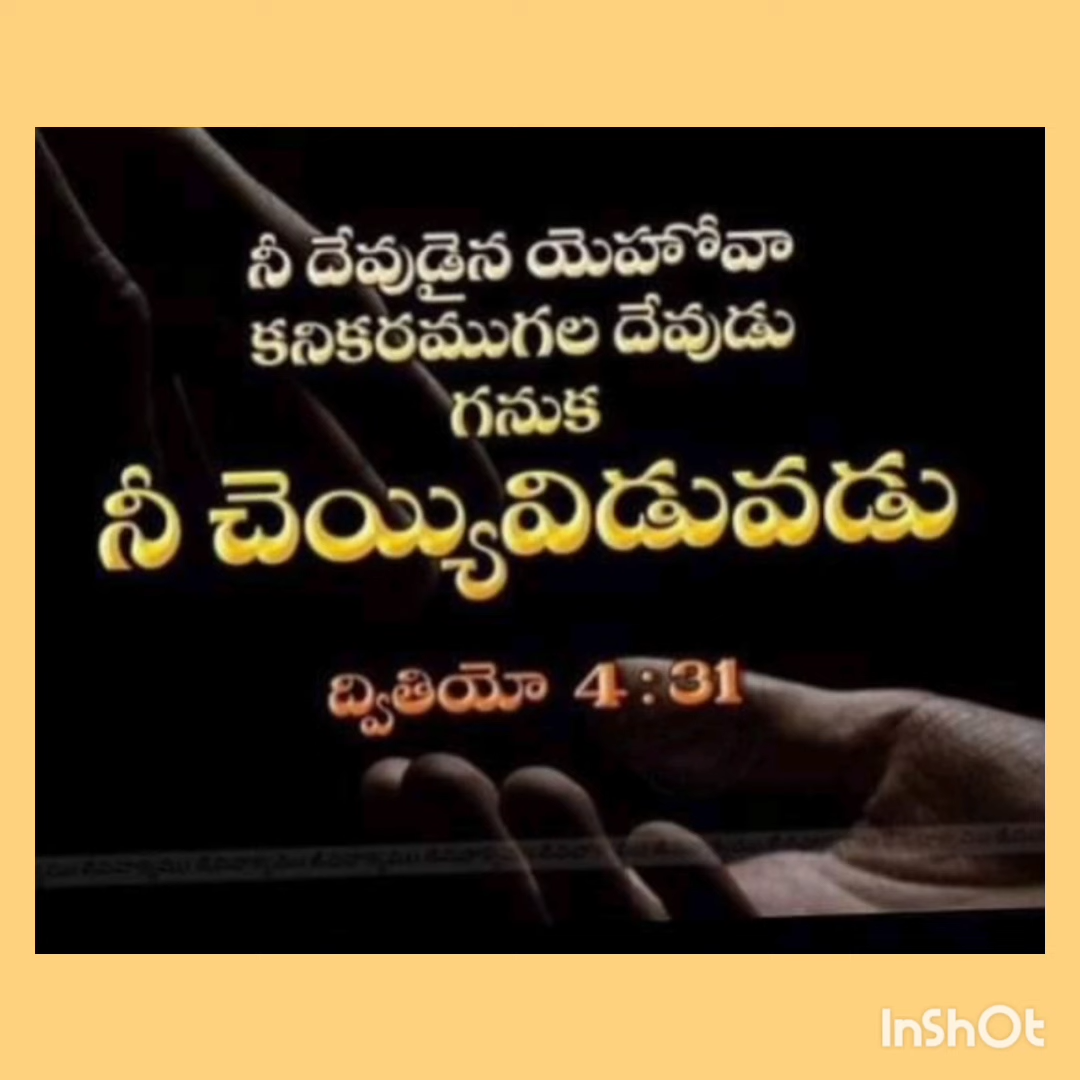 నీ దేవుడైన యెహోవా
కనికరముగల దేవుడు
గనుక
నీ చెయ్యివిడువడు
ద్వితియో 4:31
InShOt